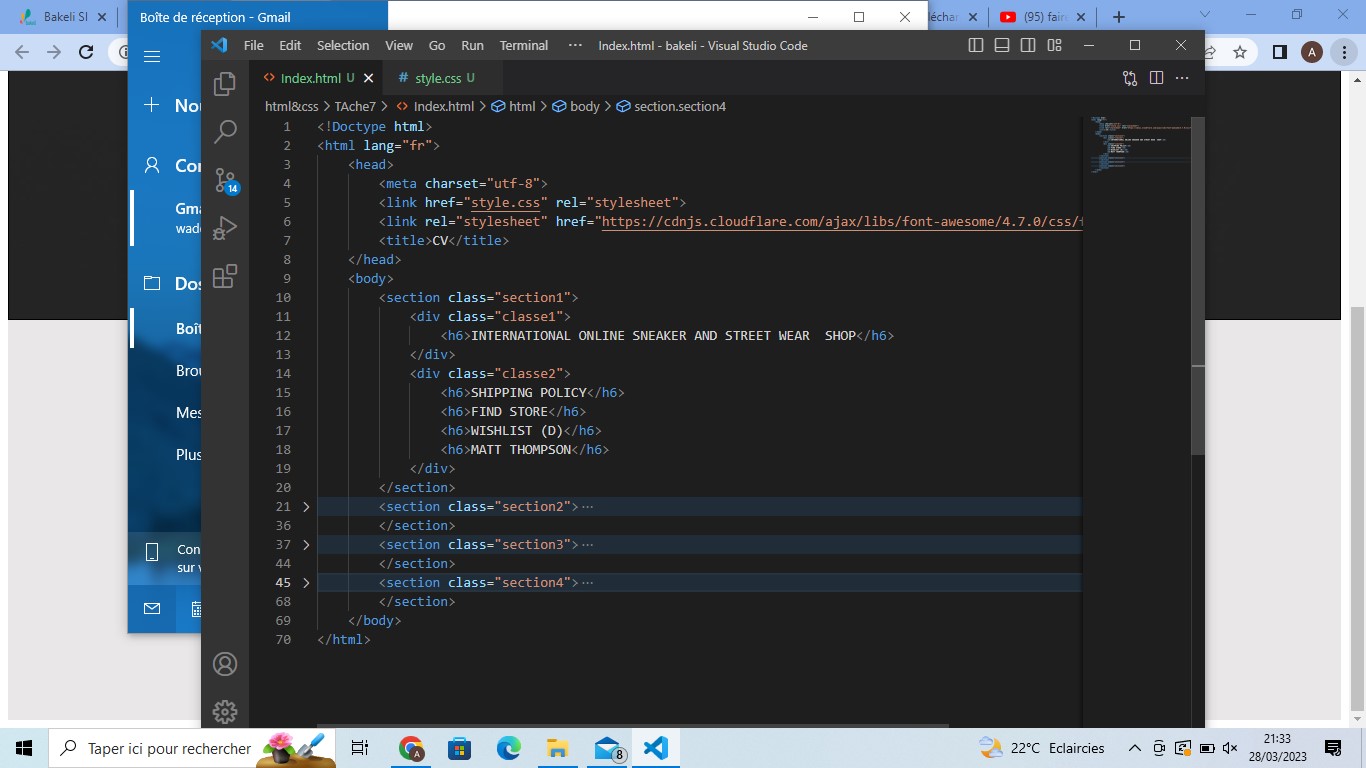 Bakeli SI
Boîte de réception - Gmail
(95) fair
A
File Edit Selection View Go Run Terminal ··· Index.html - bakeli - Visual Studio Code
Index.html U
# style.css U
html&css > TAche7 > Index.html > html > body > section.section4
14
1 <!Doctype html>
2 <html lang="fr">
3 <head>
4 <meta charset="utf-8">
5 <link href="style.css" rel="stylesheet">
6 <link rel="stylesheet" href="https://cdnjs.cloudflare.com/ajax/libs/font-awesome/4.7.0/css/f
7 <title>CV</title>
8 </head>
9 <body>
10 <section class="section1">
11 <div class="classe1">
12 <h6>INTERNATIONAL ONLINE SNEAKER AND STREET WEAR  SHOP</h6>
13 </div>
14 <div class="classe2">
15 <h6>SHIPPING POLICY</h6>
16 <h6>FIND STORE</h6>
17 <h6>WISHLIST (D)</h6>
18 <h6>MATT THOMPSON</h6>
19 </div>
20 </section>
21 <section class="section2">···
36 </section>
37 <section class="section3">···
44 </section>
45 <section class="section4">···
68 </section>
69 </body>
70 </html>
Nou
Con
Gma
wad
Dos
Boît
Brou
Mes
Plus
Con
sur v
Taper ici pour rechercher
A
8
22°C Eclaircies
21:33
28/03/2023